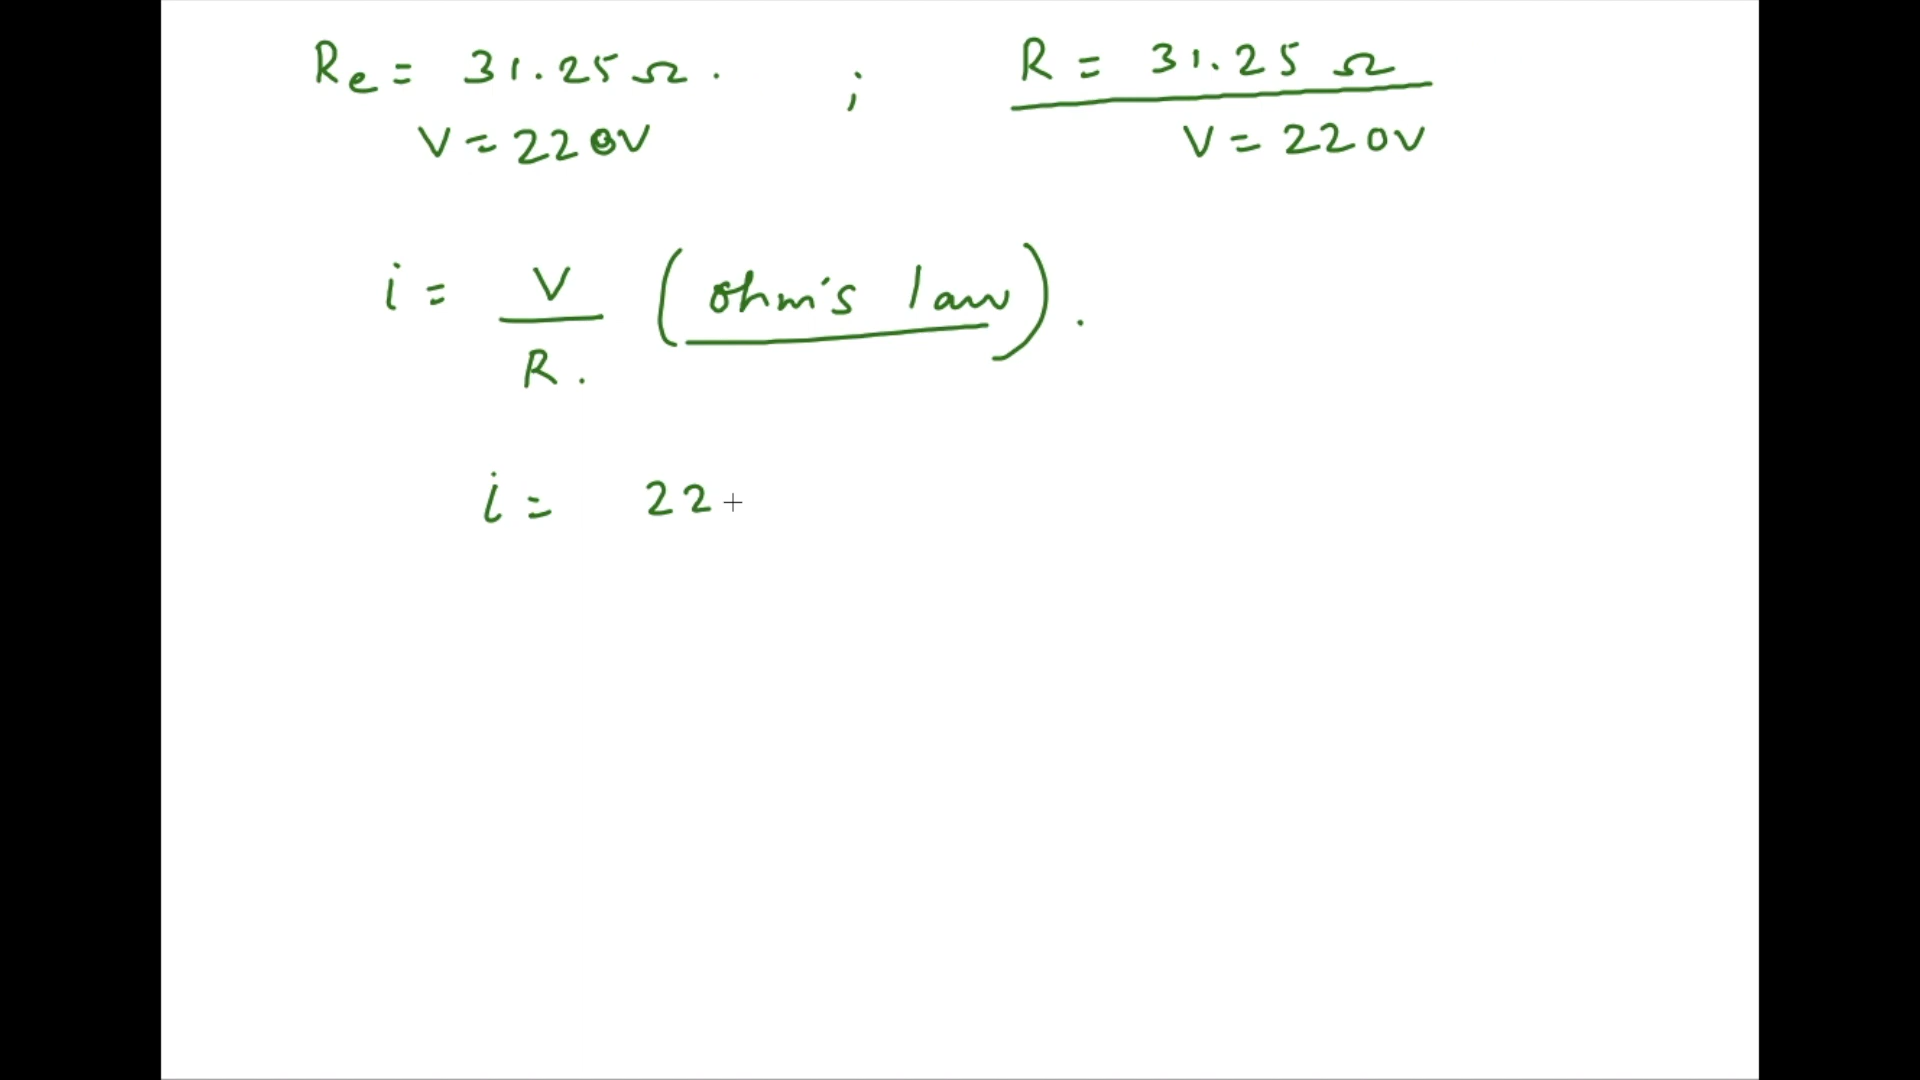 Re = 31.25 Ω . ; R = 31.25 Ω
V = 220V V = 220V
i = V / R . (ohm's law) .
i = 22